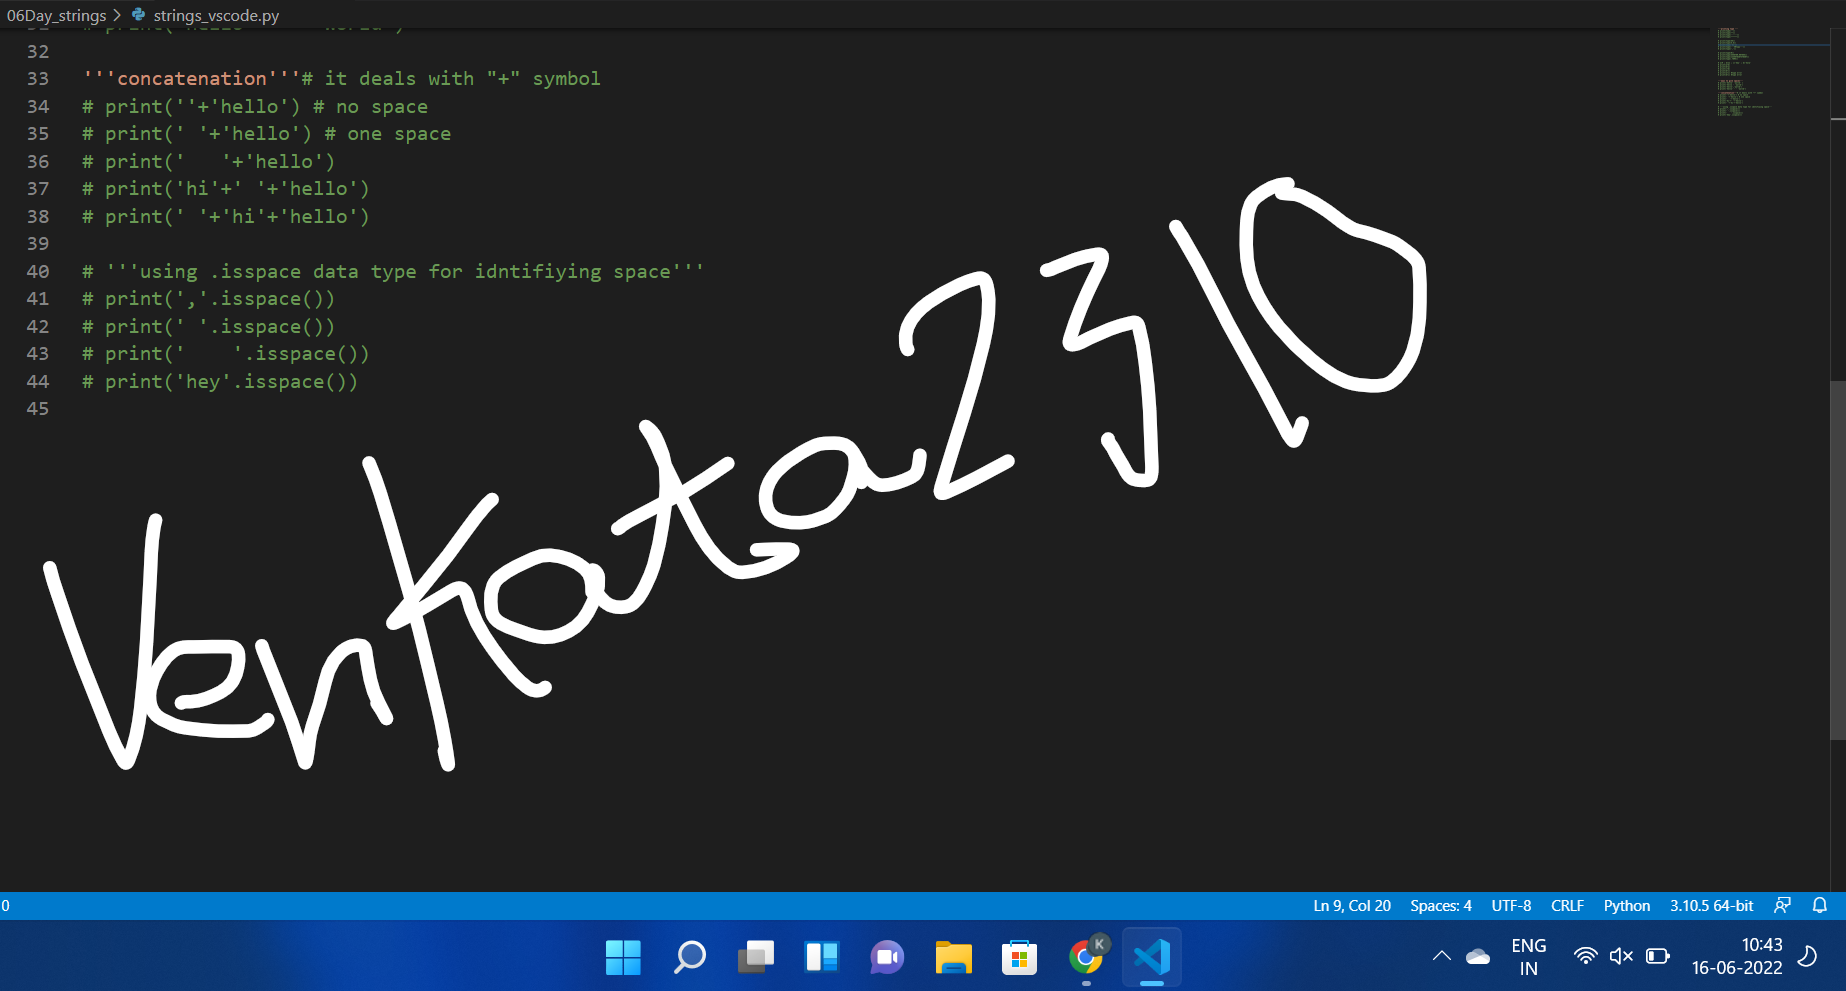 06Day_strings > strings_vscode.py
32
33 '''concatenation'''# it deals with "+" symbol
34 # print(''+'hello') # no space
35 # print(' '+'hello') # one space
36 # print('   '+'hello')
37 # print('hi'+' '+'hello')
38 # print(' '+'hi'+'hello')
39
40 # '''using .isspace data type for idntifiying space'''
41 # print(','.isspace())
42 # print(' '.isspace())
43 # print('    '.isspace())
44 # print('hey'.isspace())
45
Venkata2310
0 Ln 9, Col 20 Spaces: 4 UTF-8 CRLF Python 3.10.5 64-bit
K
ENG 10:43
IN 16-06-2022